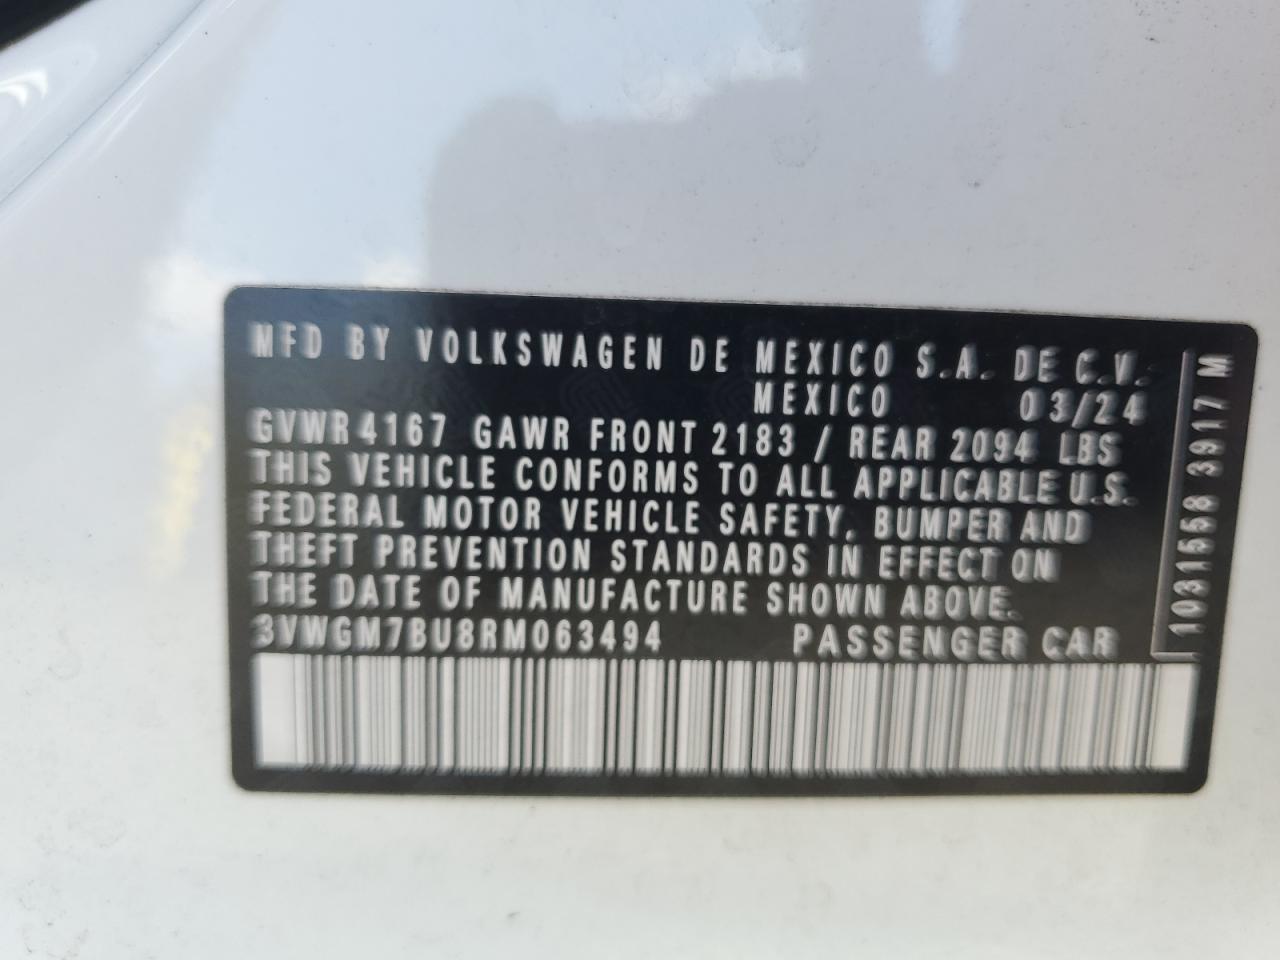 MFD BY VOLKSWAGEN DE MEXICO S.A. DE C.V.
MEXICO 03/24
GVWR 4167 GAWR FRONT 2183 / REAR 2094 LBS
THIS VEHICLE CONFORMS TO ALL APPLICABLE U.S.
FEDERAL MOTOR VEHICLE SAFETY, BUMPER AND
THEFT PREVENTION STANDARDS IN EFFECT ON
THE DATE OF MANUFACTURE SHOWN ABOVE.
3VWGM7BU8RM063494 PASSENGER CAR
1031558 3917 M